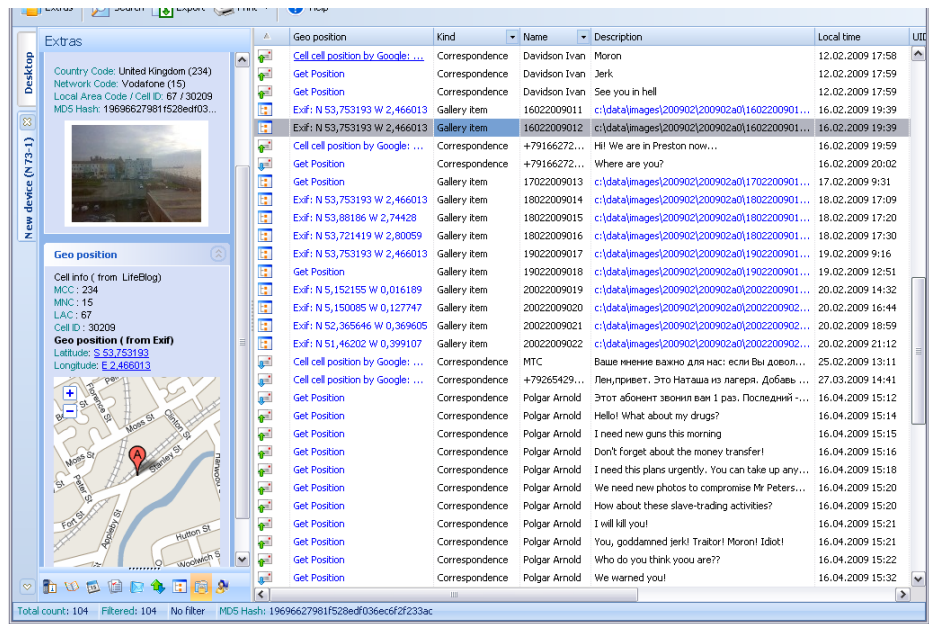 Extras Search Export Print Help
Desktop
New device (N73-1)
Extras
Country Code: United Kingdom (234)
Network Code: Vodafone (15)
Local Area Code / Cell ID: 67 / 30209
MD5 Hash: 19696627981f528edf03...
Geo position
Cell info ( from LifeBlog)
MCC : 234
MNC : 15
LAC : 67
Cell ID : 30209
Geo position ( from Exif)
Latitude: S 53,753193
Longitude: E 2,466013
Florence St
Moss St
Clinton St
Moss St
Stanley St
Peter St
Fort St
Appleby St
Hutton St
Woolwich S
A
Geo position Kind Name Description Local time UID
Cell cell position by Google: ... Correspondence Davidson Ivan Moron 12.02.2009 17:58
Get Position Correspondence Davidson Ivan Jerk 12.02.2009 17:59
Get Position Correspondence Davidson Ivan See you in hell 12.02.2009 17:59
Exif: N 53,753193 W 2,466013 Gallery item 16022009011 c:\data\images\200902\200902a0\1602200901... 16.02.2009 19:39
Exif: N 53,753193 W 2,466013 Gallery item 16022009012 c:\data\images\200902\200902a0\1602200901... 16.02.2009 19:39
Cell cell position by Google: ... Correspondence +79166272... Hi! We are in Preston now... 16.02.2009 19:59
Get Position Correspondence +79166272... Where are you? 16.02.2009 20:02
Get Position Gallery item 17022009013 c:\data\images\200902\200902a0\1702200901... 17.02.2009 9:31
Exif: N 53,753193 W 2,466013 Gallery item 18022009014 c:\data\images\200902\200902a0\1802200901... 18.02.2009 17:09
Exif: N 53,88186 W 2,74428 Gallery item 18022009015 c:\data\images\200902\200902a0\1802200901... 18.02.2009 17:20
Exif: N 53,721419 W 2,80059 Gallery item 18022009016 c:\data\images\200902\200902a0\1802200901... 18.02.2009 17:30
Exif: N 53,753193 W 2,466013 Gallery item 19022009017 c:\data\images\200902\200902a0\1902200901... 19.02.2009 9:16
Get Position Gallery item 19022009018 c:\data\images\200902\200902a0\1902200901... 19.02.2009 12:51
Exif: N 5,152155 W 0,016189 Gallery item 20022009019 c:\data\images\200902\200902a0\2002200901... 20.02.2009 14:32
Exif: N 5,150085 W 0,127747 Gallery item 20022009020 c:\data\images\200902\200902a0\2002200902... 20.02.2009 16:44
Exif: N 52,365646 W 0,369605 Gallery item 20022009021 c:\data\images\200902\200902a0\2002200902... 20.02.2009 18:59
Exif: N 51,46202 W 0,399107 Gallery item 20022009022 c:\data\images\200902\200902a0\2002200902... 20.02.2009 21:12
Cell cell position by Google: ... Correspondence МТС Ваше мнение важно для нас: если Вы довол... 25.02.2009 13:11
Cell cell position by Google: ... Correspondence +79265429... Лен,привет. Это Наташа из лагеря. Добавь ... 27.03.2009 14:41
Get Position Correspondence Polgar Arnold Этот абонент звонил вам 1 раз. Последний -... 16.04.2009 15:12
Get Position Correspondence Polgar Arnold Hello! What about my drugs? 16.04.2009 15:14
Get Position Correspondence Polgar Arnold I need new guns this morning 16.04.2009 15:15
Get Position Correspondence Polgar Arnold Don't forget about the money transfer! 16.04.2009 15:16
Get Position Correspondence Polgar Arnold I need this plans urgently. You can take up any... 16.04.2009 15:18
Get Position Correspondence Polgar Arnold We need new photos to compromise Mr Peters... 16.04.2009 15:20
Get Position Correspondence Polgar Arnold How about these slave-trading activities? 16.04.2009 15:20
Get Position Correspondence Polgar Arnold I will kill you! 16.04.2009 15:21
Get Position Correspondence Polgar Arnold You, goddamned jerk! Traitor! Moron! Idiot! 16.04.2009 15:21
Get Position Correspondence Polgar Arnold Who do you think yoou are?? 16.04.2009 15:22
Get Position Correspondence Polgar Arnold We warned you! 16.04.2009 15:32
Total count: 104 Filtered: 104 No filter MD5 Hash: 19696627981f528edf036ec6f2f233ac